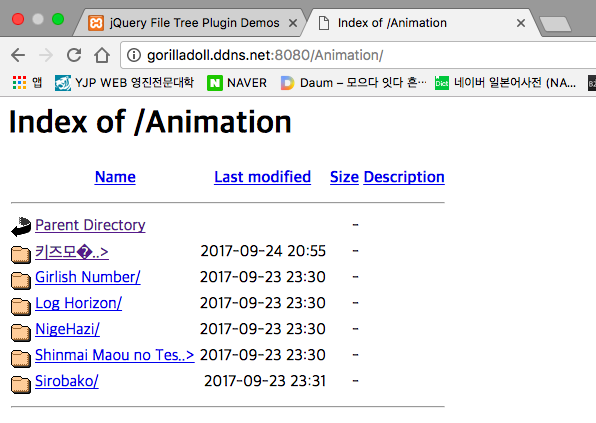 jQuery File Tree Plugin Demos
Index of /Animation
gorilladoll.ddns.net:8080/Animation/
앱 YJP WEB 영진전문대학 NAVER Daum – 모으다 잇다 흔… 네이버 일본어사전 (NA…
Index of /Animation
Name Last modified Size Description
Parent Directory -
키즈모�..> 2017-09-24 20:55 -
Girlish Number/ 2017-09-23 23:30 -
Log Horizon/ 2017-09-23 23:30 -
NigeHazi/ 2017-09-23 23:30 -
Shinmai Maou no Tes..> 2017-09-23 23:30 -
Sirobako/ 2017-09-23 23:31 -